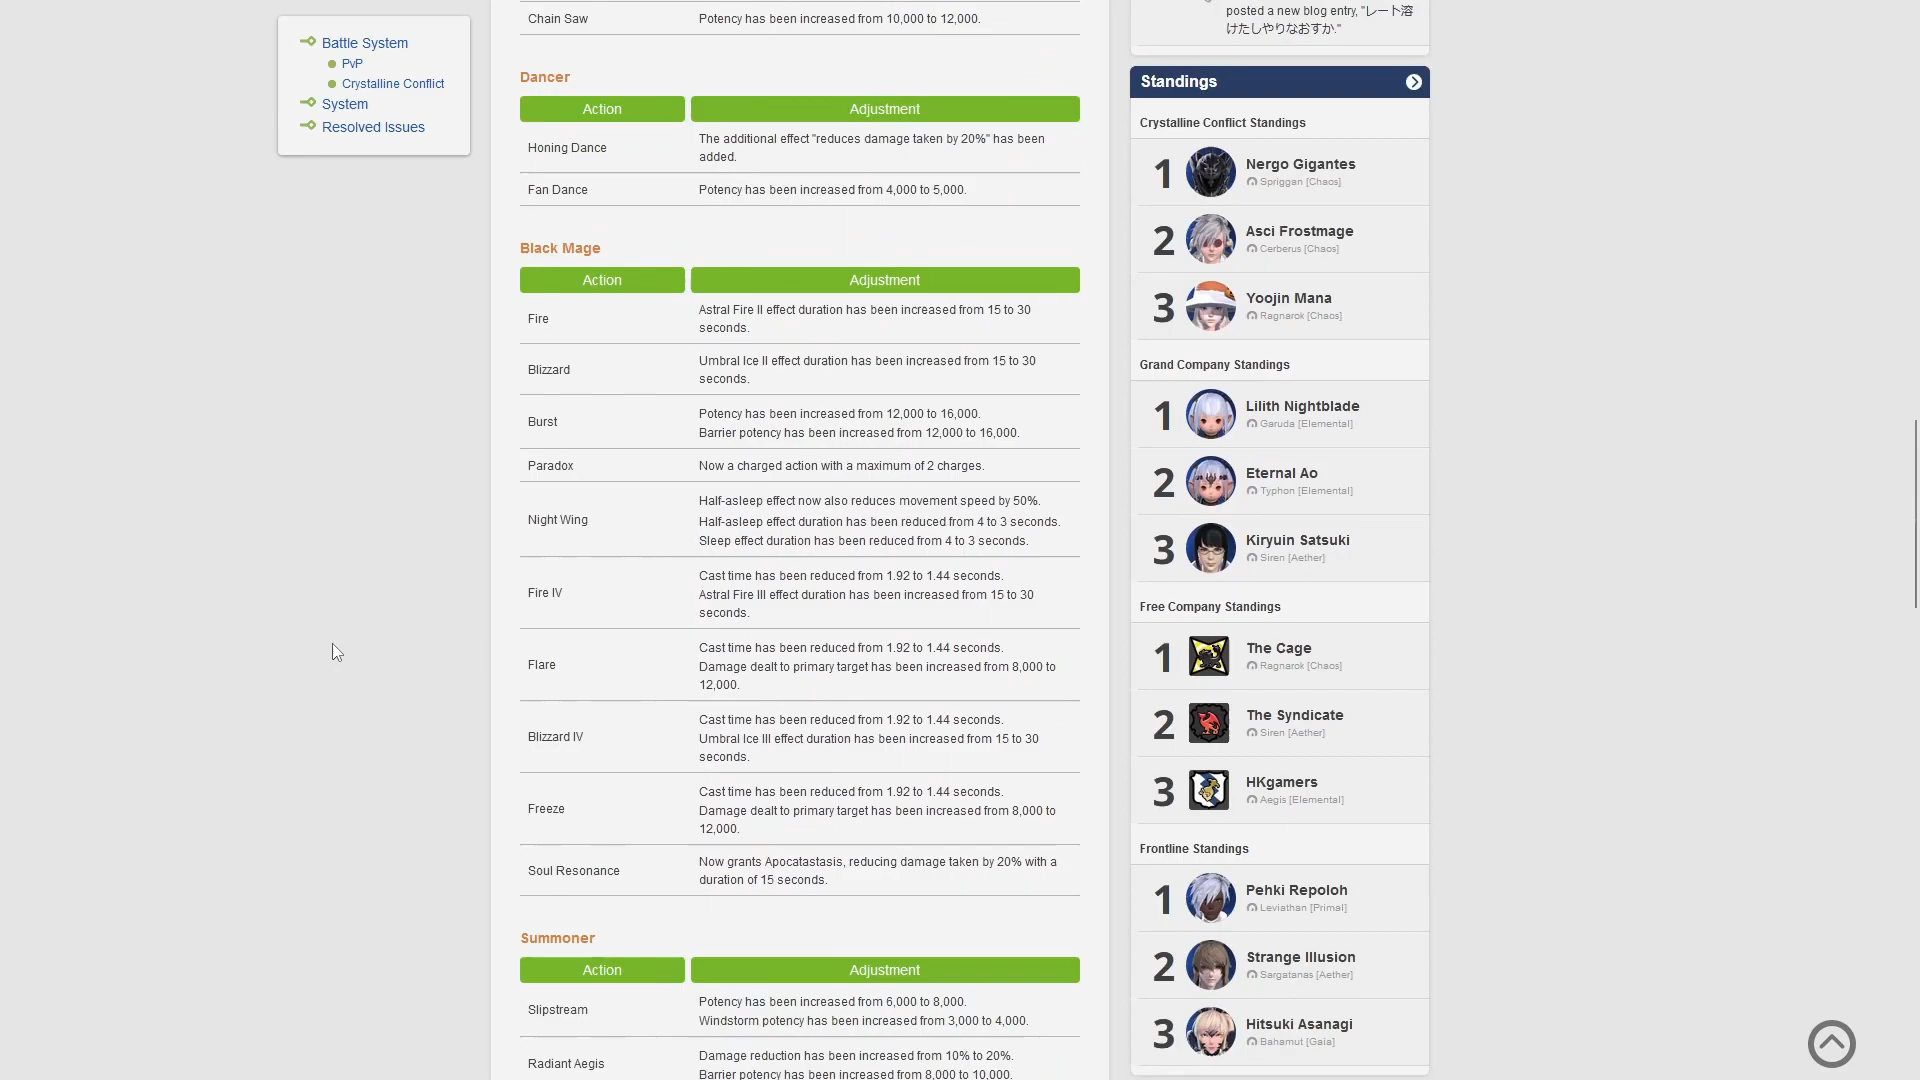 Battle System
PvP
Crystalline Conflict
System
Resolved Issues
Chain Saw
Potency has been increased from 10,000 to 12,000.
Dancer
Action
Adjustment
Honing Dance
The additional effect "reduces damage taken by 20%" has been
added.
Fan Dance
Potency has been increased from 4,000 to 5,000.
Black Mage
Action
Adjustment
Fire
Astral Fire II effect duration has been increased from 15 to 30
seconds.
Blizzard
Umbral Ice II effect duration has been increased from 15 to 30
seconds.
Burst
Potency has been increased from 12,000 to 16,000.
Barrier potency has been increased from 12,000 to 16,000.
Paradox
Now a charged action with a maximum of 2 charges.
Night Wing
Half-asleep effect now also reduces movement speed by 50%.
Half-asleep effect duration has been reduced from 4 to 3 seconds.
Sleep effect duration has been reduced from 4 to 3 seconds.
Fire IV
Cast time has been reduced from 1.92 to 1.44 seconds.
Astral Fire III effect duration has been increased from 15 to 30
seconds.
Flare
Cast time has been reduced from 1.92 to 1.44 seconds.
Damage dealt to primary target has been increased from 8,000 to
12,000.
Blizzard IV
Cast time has been reduced from 1.92 to 1.44 seconds.
Umbral Ice III effect duration has been increased from 15 to 30
seconds.
Freeze
Cast time has been reduced from 1.92 to 1.44 seconds.
Damage dealt to primary target has been increased from 8,000 to
12,000.
Soul Resonance
Now grants Apocatastasis, reducing damage taken by 20% with a
duration of 15 seconds.
Summoner
Action
Adjustment
Slipstream
Potency has been increased from 6,000 to 8,000.
Windstorm potency has been increased from 3,000 to 4,000.
Radiant Aegis
Damage reduction has been increased from 10% to 20%.
Barrier potency has been increased from 8,000 to 10,000.
posted a new blog entry, "レート溶
けたしやりなおすか."
Standings
Crystalline Conflict Standings
1
Nergo Gigantes
Spriggan [Chaos]
2
Asci Frostmage
Cerberus [Chaos]
3
Yoojin Mana
Ragnarok [Chaos]
Grand Company Standings
1
Lilith Nightblade
Garuda [Elemental]
2
Eternal Ao
Typhon [Elemental]
3
Kiryuin Satsuki
Siren [Aether]
Free Company Standings
1
The Cage
Ragnarok [Chaos]
2
The Syndicate
Siren [Aether]
3
HKgamers
Aegis [Elemental]
Frontline Standings
1
Pehki Repoloh
Leviathan [Primal]
2
Strange Illusion
Sargatanas [Aether]
3
Hitsuki Asanagi
Bahamut [Gaia]